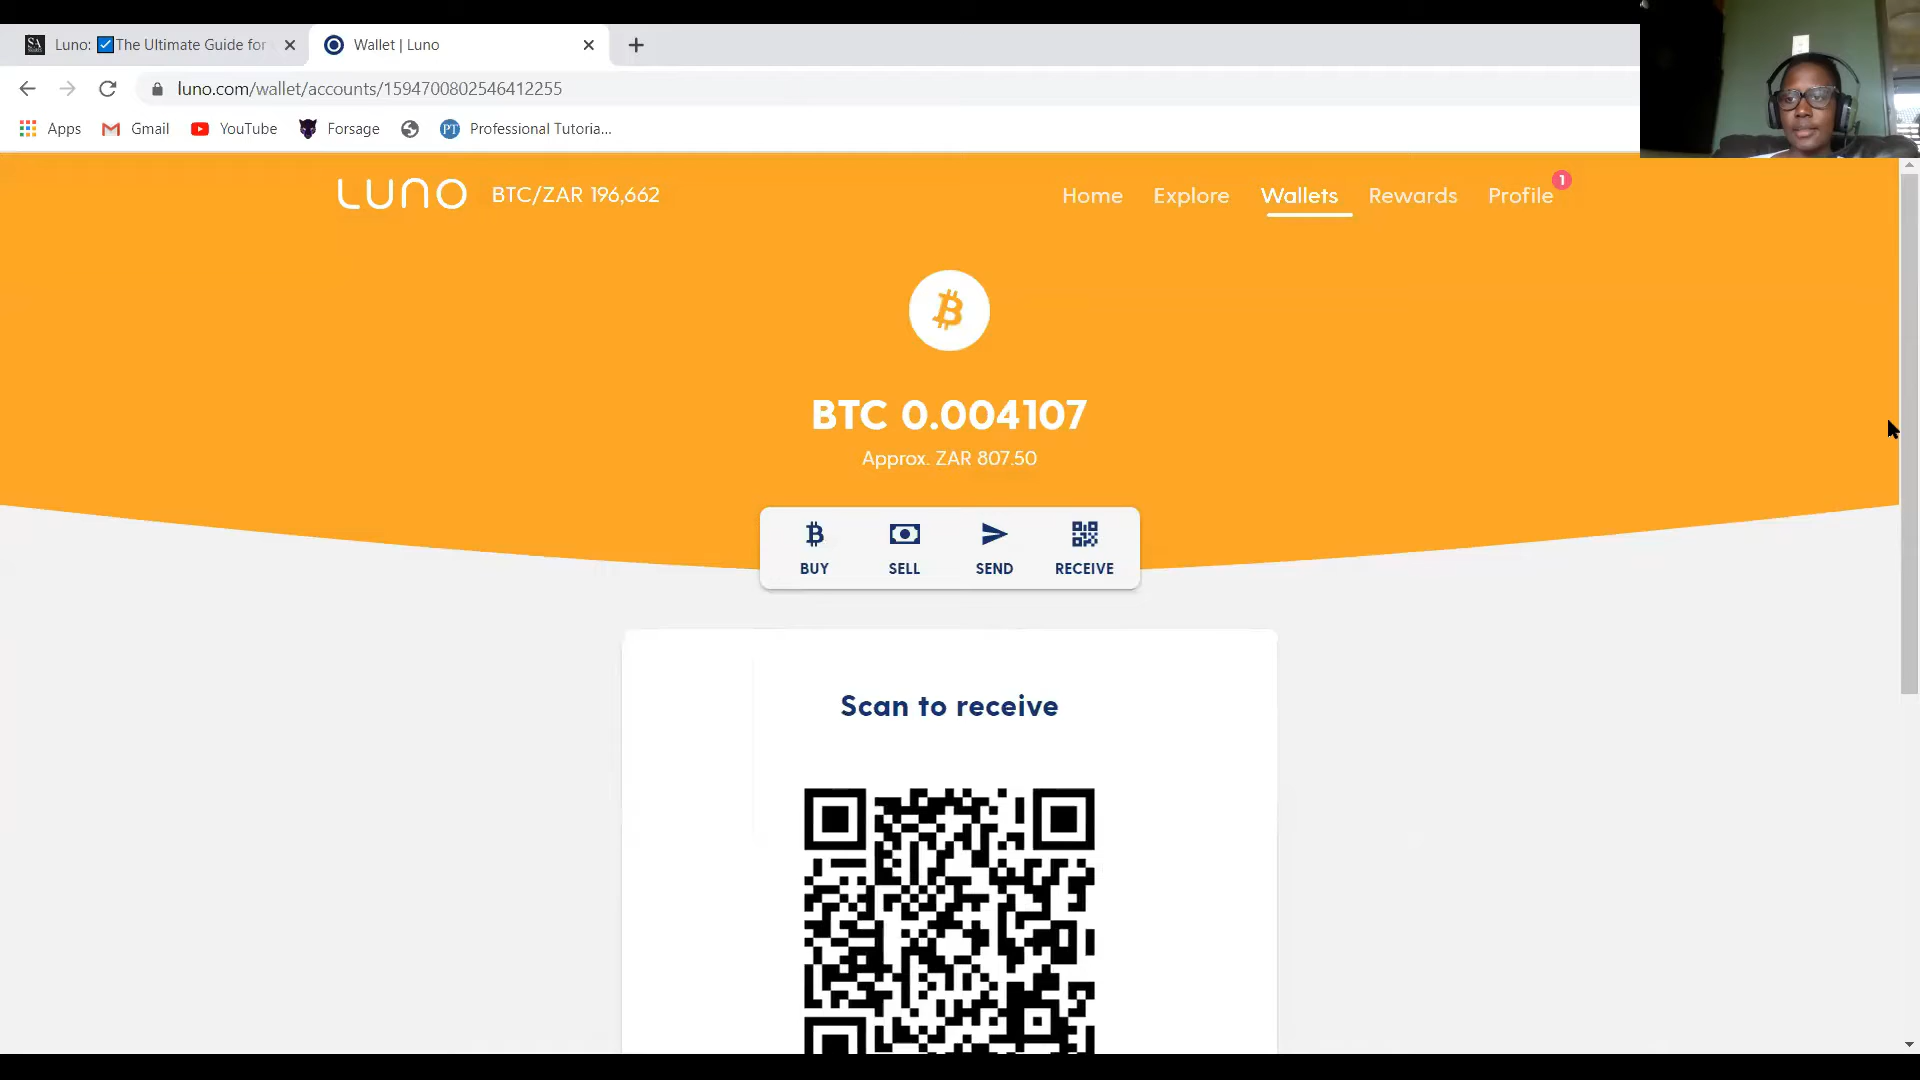 SA
Luno: ☑The Ultimate Guide for
Wallet | Luno
luno.com/wallet/accounts/1594700802546412255
Apps
Gmail
YouTube
Forsage
PT
Professional Tutoria...
LUNO
BTC/ZAR 196,662
Home
Explore
Wallets
Rewards
Profile
1
BTC 0.004107
Approx. ZAR 807.50
BUY
SELL
SEND
RECEIVE
Scan to receive